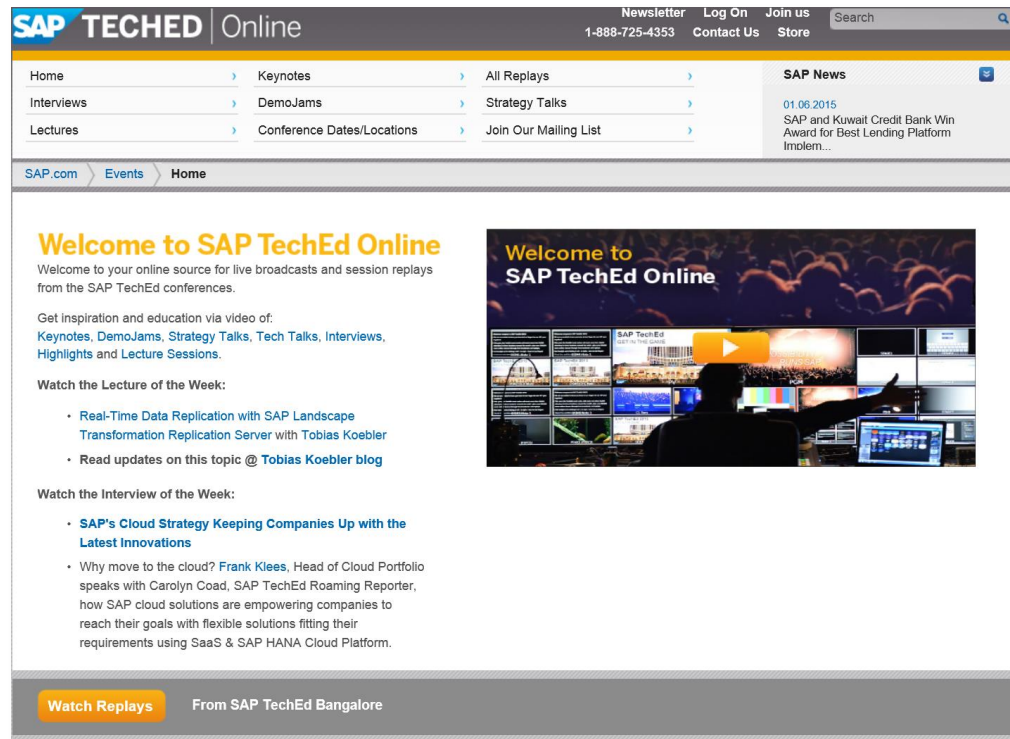 SAP TECHED | Online
Newsletter Log On Join us
1-888-725-4353 Contact Us Store
Search
Home
Keynotes
All Replays
Interviews
DemoJams
Strategy Talks
Lectures
Conference Dates/Locations
Join Our Mailing List
SAP News
01.06.2015
SAP and Kuwait Credit Bank Win
Award for Best Lending Platform
Implem...
SAP.com Events Home
Welcome to SAP TechEd Online
Welcome to your online source for live broadcasts and session replays
from the SAP TechEd conferences.
Get inspiration and education via video of:
Keynotes, DemoJams, Strategy Talks, Tech Talks, Interviews,
Highlights and Lecture Sessions.
Watch the Lecture of the Week:
• Real-Time Data Replication with SAP Landscape
Transformation Replication Server with Tobias Koebler
• Read updates on this topic @ Tobias Koebler blog
Watch the Interview of the Week:
• SAP's Cloud Strategy Keeping Companies Up with the
Latest Innovations
• Why move to the cloud? Frank Klees, Head of Cloud Portfolio
speaks with Carolyn Coad, SAP TechEd Roaming Reporter,
how SAP cloud solutions are empowering companies to
reach their goals with flexible solutions fitting their
requirements using SaaS & SAP HANA Cloud Platform.
Welcome to
SAP TechEd Online
SAP TechEd
GET IN THE GAME
PGM
Watch Replays From SAP TechEd Bangalore